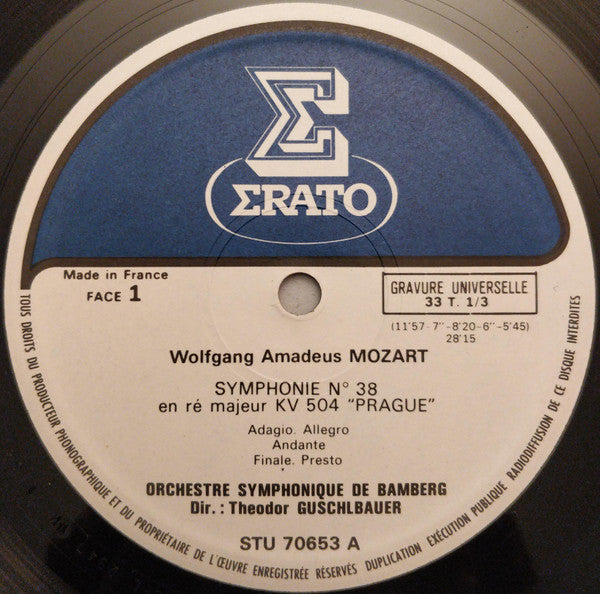 Σ
ΣRATO
Made in France
FACE 1
GRAVURE UNIVERSELLE
33 T. 1/3
(11'57-7"-8'20-6"-5'45)
28'15
Wolfgang Amadeus MOZART
SYMPHONIE N° 38
en ré majeur KV 504 "PRAGUE"
Adagio. Allegro
Andante
Finale. Presto
ORCHESTRE SYMPHONIQUE DE BAMBERG
Dir. : Theodor GUSCHLBAUER
STU 70653 A
TOUS DROITS DU PRODUCTEUR PHONOGRAPHIQUE ET DU PROPRIÉTAIRE DE L'ŒUVRE ENREGISTRÉE RÉSERVÉS DUPLICATION EXÉCUTION PUBLIQUE RADIODIFFUSION DE CE DISQUE INTERDITES